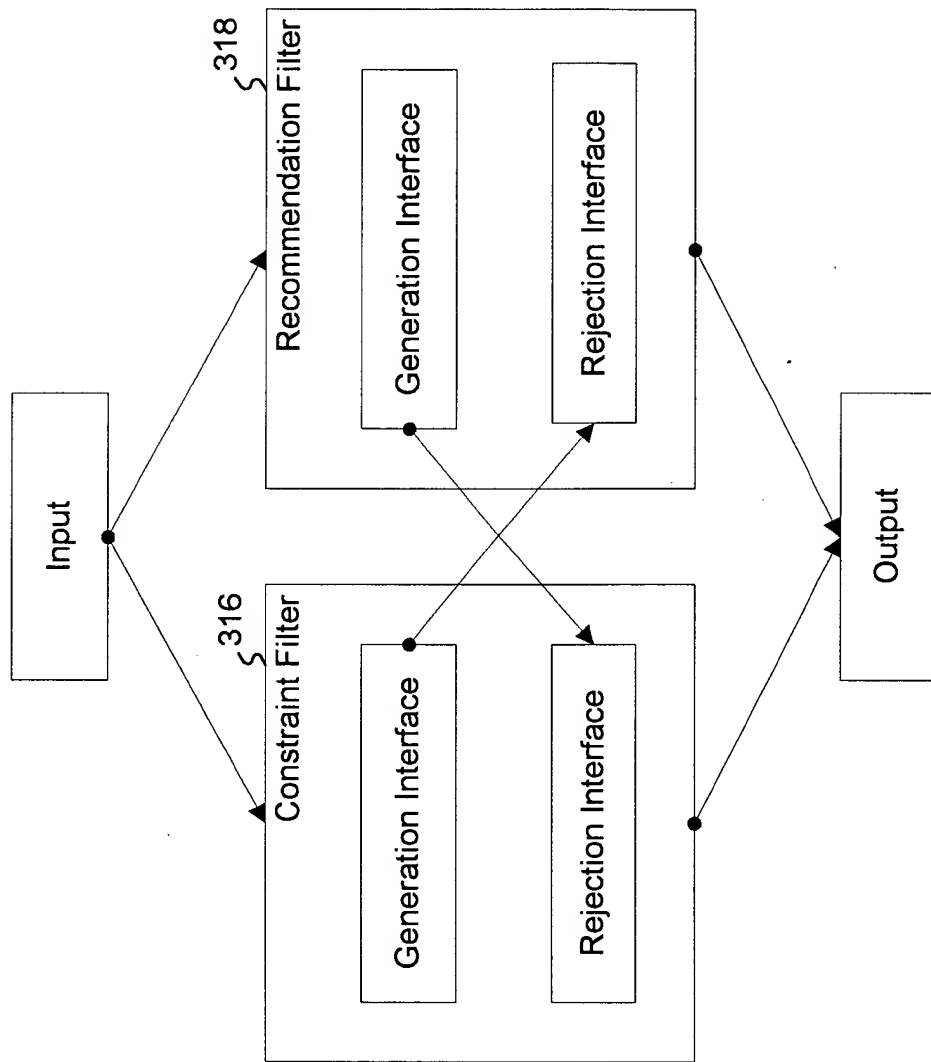 Input
316
Constraint Filter
Generation Interface
Rejection Interface
318
Recommendation Filter
Generation Interface
Rejection Interface
Output